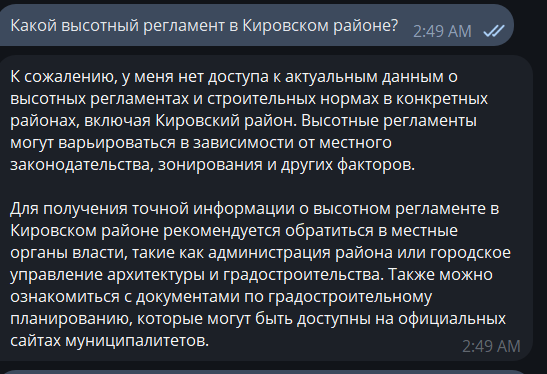 Какой высотный регламент в Кировском районе? 2:49 AM
К сожалению, у меня нет доступа к актуальным данным о
высотных регламентах и строительных нормах в конкретных
районах, включая Кировский район. Высотные регламенты
могут варьироваться в зависимости от местного
законодательства, зонирования и других факторов.
Для получения точной информации о высотном регламенте в
Кировском районе рекомендуется обратиться в местные
органы власти, такие как администрация района или городское
управление архитектуры и градостроительства. Также можно
ознакомиться с документами по градостроительному
планированию, которые могут быть доступны на официальных
сайтах муниципалитетов. 2:49 AM